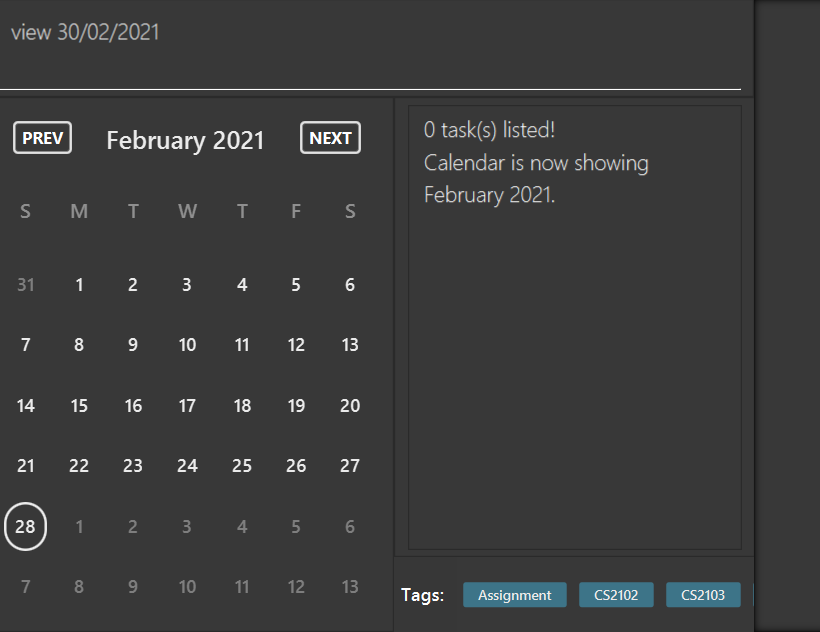 view 30/02/2021
PREV February 2021 NEXT
S M T W T F S
31 1 2 3 4 5 6
7 8 9 10 11 12 13
14 15 16 17 18 19 20
21 22 23 24 25 26 27
28 1 2 3 4 5 6
7 8 9 10 11 12 13
0 task(s) listed!
Calendar is now showing
February 2021.
Tags: Assignment CS2102 CS2103